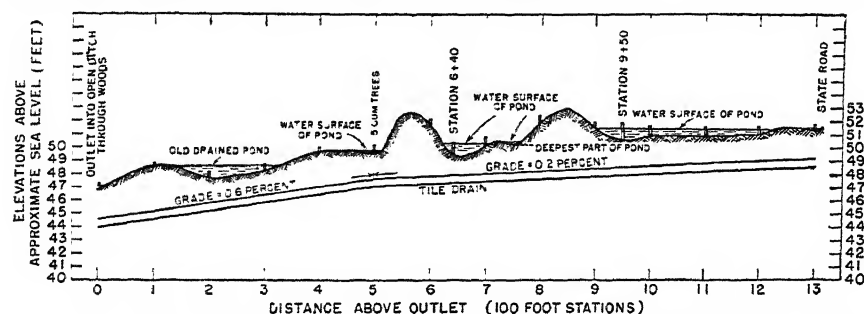 ELEVATIONS ABOVE
APPROXIMATE SEA LEVEL (FEET)
50
49
48
47
46
45
44
43
42
41
40
OUTLET INTO OPEN DITCH
THROUGH WOODS
OLD DRAINED POND
WATER SURFACE
OF POND
5 GUM TREES
STATION 6+40
WATER SURFACE
OF POND
DEEPEST PART OF POND
STATION 9+50
WATER SURFACE OF POND
STATE ROAD
GRADE = 0.6 PERCENT
GRADE = 0.2 PERCENT
TILE DRAIN
53
52
51
50
49
48
47
46
45
44
43
42
41
40
0 1 2 3 4 5 6 7 8 9 10 11 12 13
DISTANCE ABOVE OUTLET (100 FOOT STATIONS)